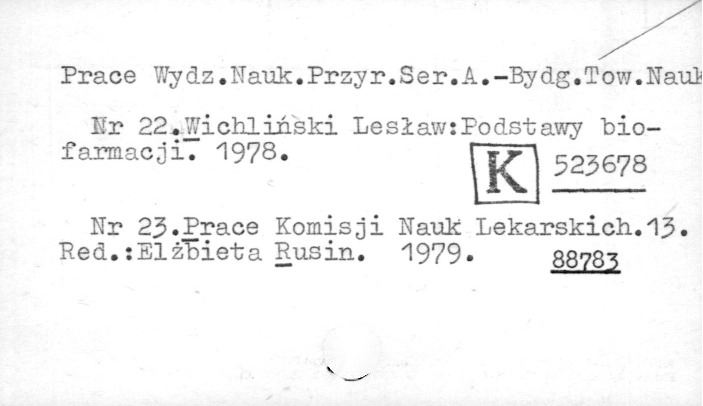 Prace Wydz.Nauk.Przyr.Ser.A.-Bydg.Tow.Nauk
Nr 22.Wichliński Lesław:Podstawy bio-
farmacji. 1978.
K 523678
Nr 23.Prace Komisji Nauk Lekarskich.13.
Red.:Elżbieta Rusin. 1979.
88783